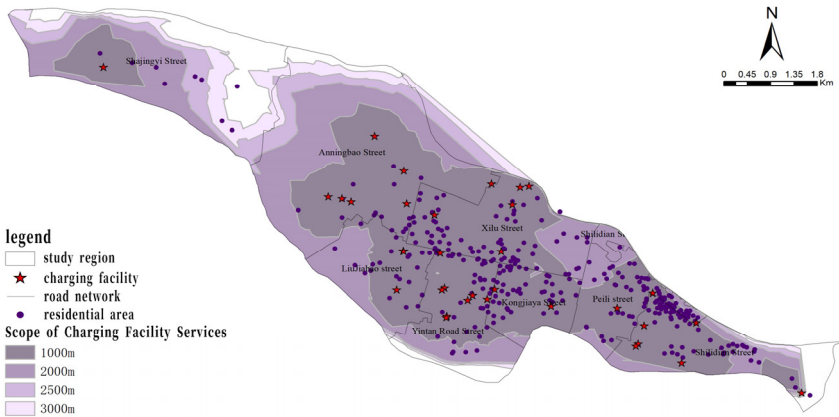 N
0 0.45 0.9 1.35 1.8
Km
Shajingyi Street
Anningbao Street
Xilu Street
Shilidian St
LiuJiabao street
Kongjiaya Street
Peili street
Yintan Road Street
Shilidian Street
legend
study region
charging facility
road network
residential area
Scope of Charging Facility Services
1000m
2000m
2500m
3000m